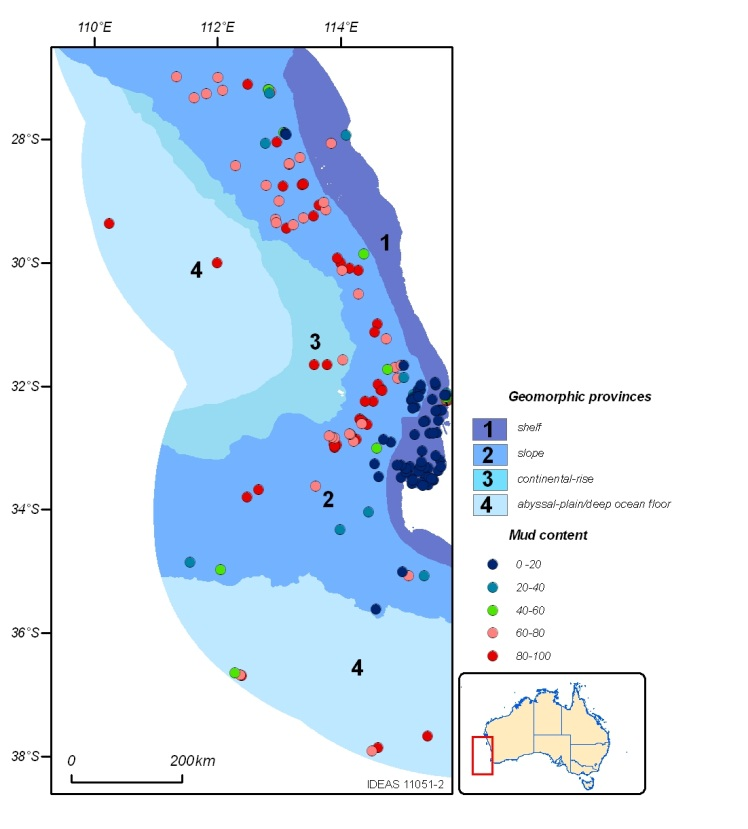 110°E 112°E 114°E
28°S
30°S
32°S
34°S
36°S
38°S
1
4
3
2
4
0 200km
IDEAS 11051-2
Geomorphic provinces
1 shelf
2 slope
3 continental-rise
4 abyssal-plain/deep ocean floor
Mud content
0 -20
20-40
40-60
60-80
80-100